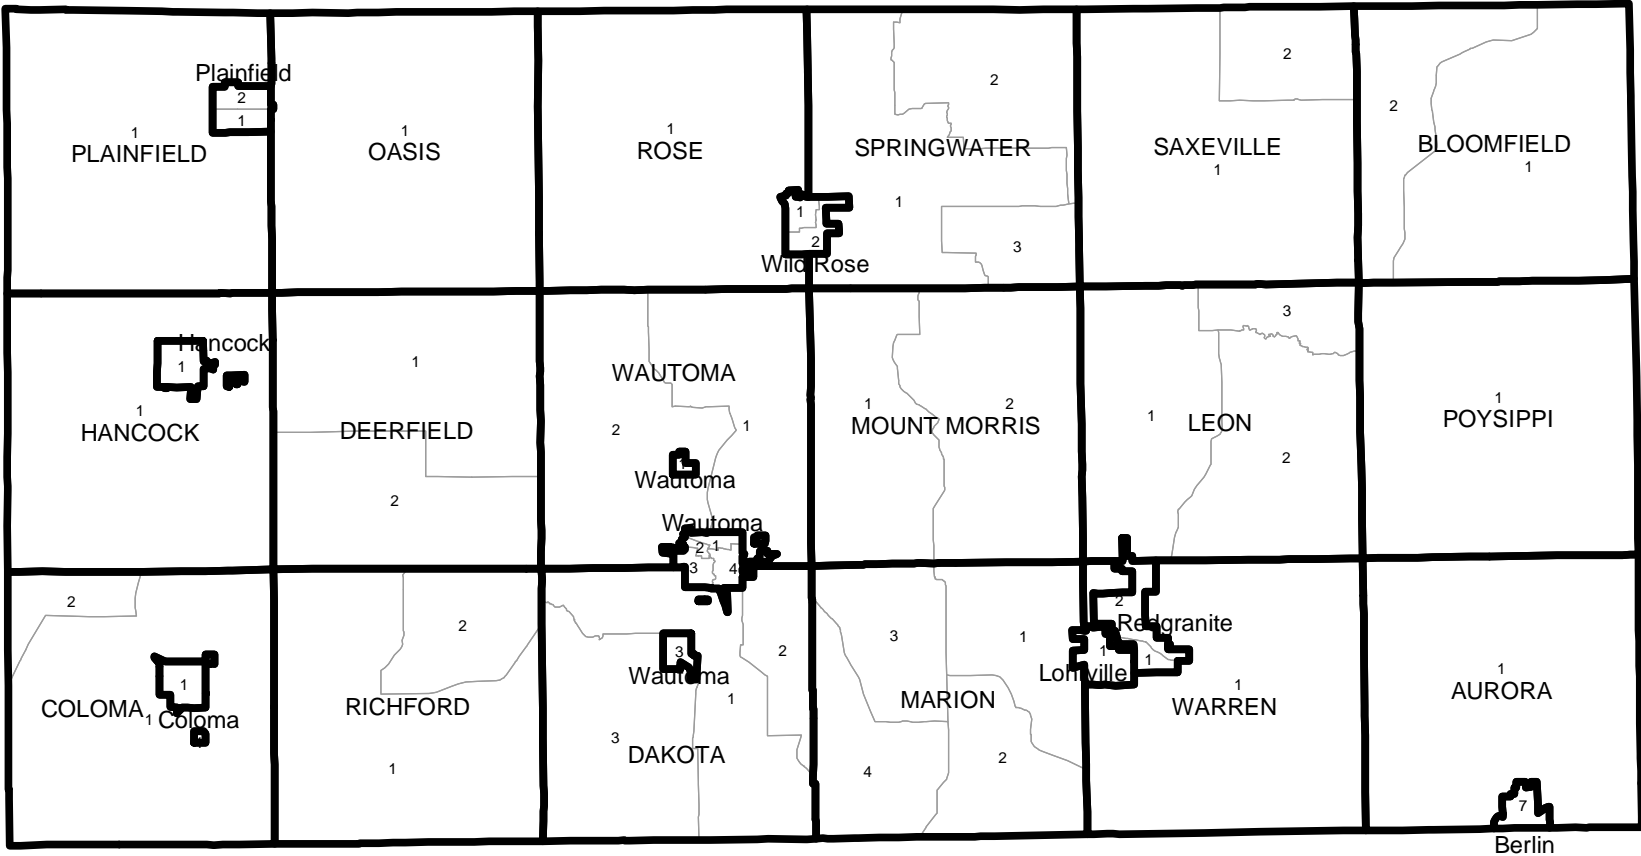 Plainfield
2
1
1
PLAINFIELD
1
OASIS
1
ROSE
2
SPRINGWATER
1
3
1
2
Wild Rose
2
SAXEVILLE
1
2
BLOOMFIELD
1
Hancock
1
1
HANCOCK
1
DEERFIELD
2
WAUTOMA
2
1
Wautoma
Wautoma
2
1
3
4
1
2
MOUNT MORRIS
3
1
LEON
2
1
POYSIPPI
2
1
COLOMA
1
Coloma
2
RICHFORD
1
3
Wautoma
2
1
3
DAKOTA
3
1
MARION
4
2
2
Redgranite
1
1
Lohrville
1
WARREN
1
AURORA
7
Berlin